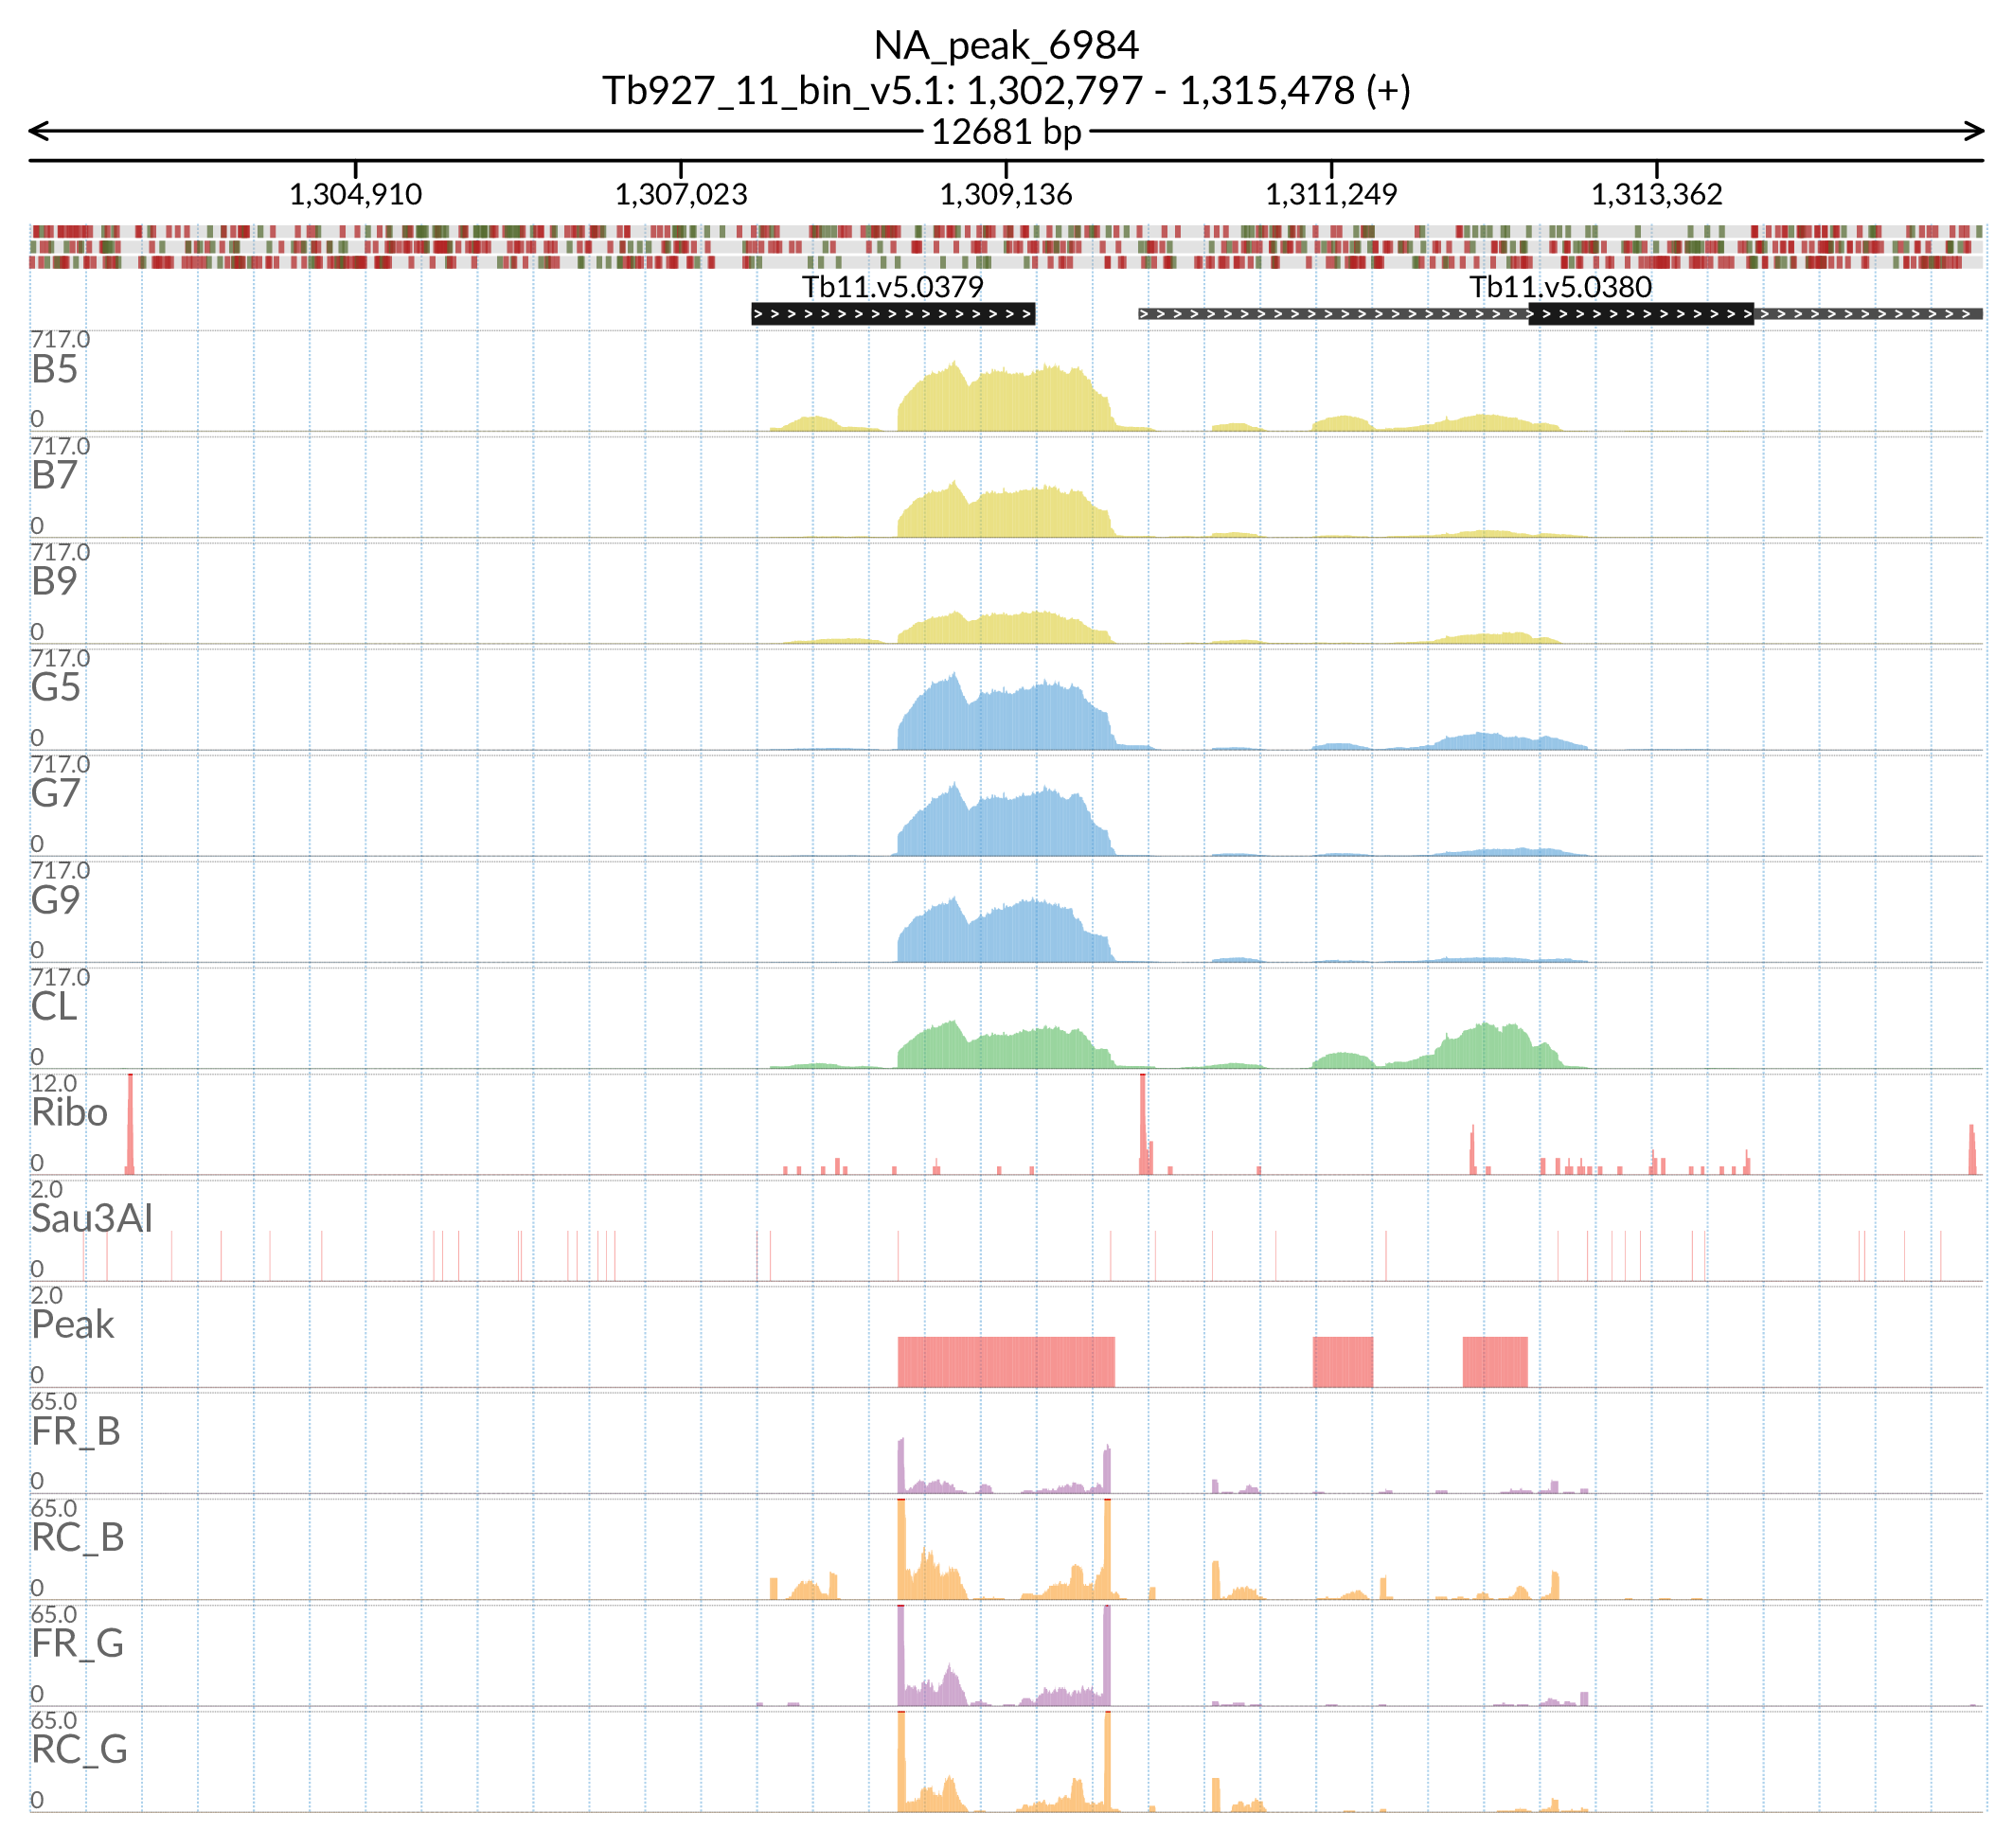 NA_peak_6984
Tb927_11_bin_v5.1: 1,302,797 - 1,315,478 (+)
12681 bp
1,304,910 1,307,023 1,309,136 1,311,249 1,313,362
Tb11.v5.0379 Tb11.v5.0380
717.0
B5
0
717.0
B7
0
717.0
B9
0
717.0
G5
0
717.0
G7
0
717.0
G9
0
717.0
CL
0
12.0
Ribo
0
2.0
Sau3AI
0
2.0
Peak
0
65.0
FR_B
0
65.0
RC_B
0
65.0
FR_G
0
65.0
RC_G
0